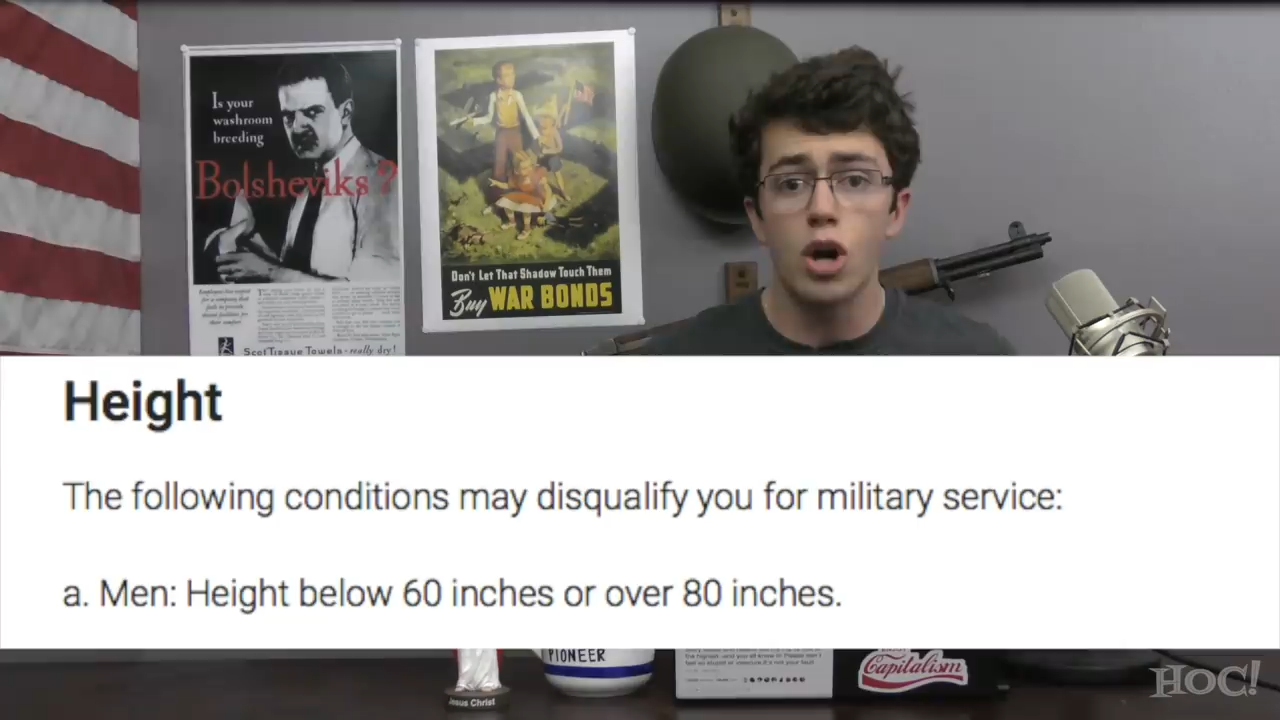 Is your
washroom
breeding
Bolsheviks?
ScotTissue Towels - really dry!
Don't Let That Shadow Touch Them
Buy WAR BONDS
Height
The following conditions may disqualify you for military service:
a. Men: Height below 60 inches or over 80 inches.
Jesus Christ
PIONEER
Capitalism
HOC!